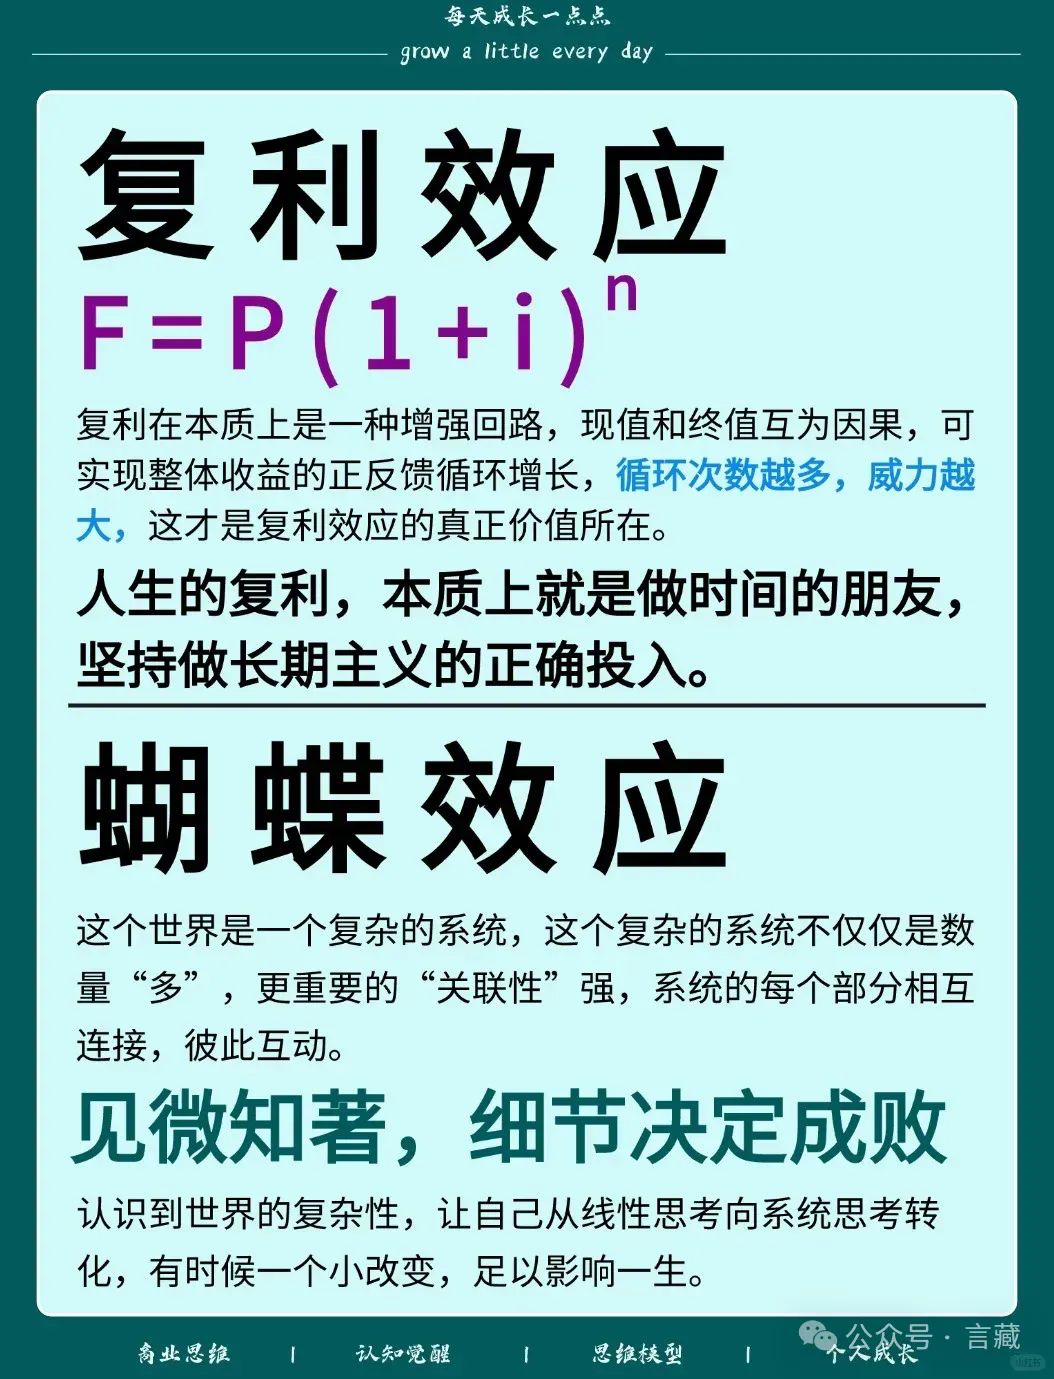 每天成长一点点
grow a little every day
复利效应
F=P(1+i)ⁿ
复利在本质上是一种增强回路，现值和终值互为因果，可
实现整体收益的正反馈循环增长，循环次数越多，威力越
大，这才是复利效应的真正价值所在。
人生的复利，本质上就是做时间的朋友，
坚持做长期主义的正确投入。
蝴蝶效应
这个世界是一个复杂的系统，这个复杂的系统不仅仅是数
量“多”，更重要的“关联性”强，系统的每个部分相互
连接，彼此互动。
见微知著，细节决定成败
认识到世界的复杂性，让自己从线性思考向系统思考转
化，有时候一个小改变，足以影响一生。
商业思维 | 认知觉醒 | 思维模型 | 个人成长
公众号 · 言藏
小红书